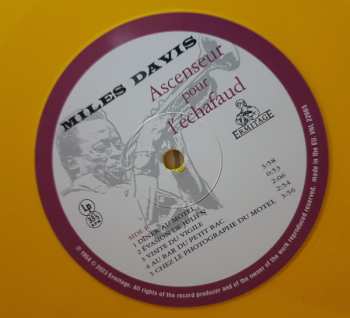 MILES DAVIS
Ascenseur
pour
l'échafaud
ERMITAGE
Lp
SIDE B
1 DÎNER AU MOTEL 3:58
2 ÉVASION DE JULIEN 0:53
3 VISITE DU VIGILE 2:06
4 AU BAR DU PETIT BAC 2:54
5 CHEZ LE PHOTOGRAPHE DU MOTEL 3:56
Ermitage. All rights of the record producer and of the owner of the work reproduced reserved. made in the EU.